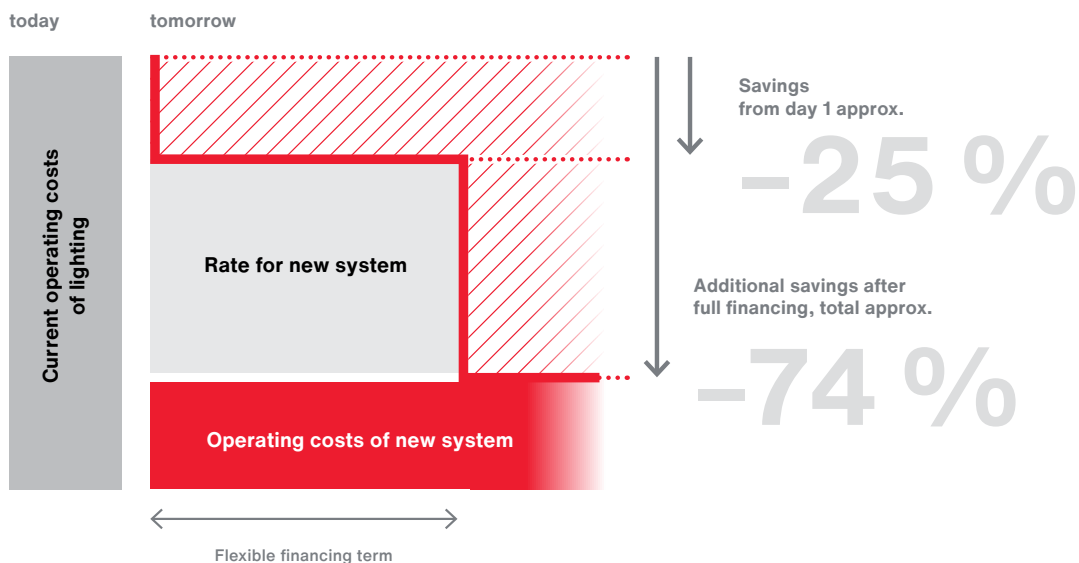 today
tomorrow
Current operating costs
of lighting
Savings
from day 1 approx.
–25 %
Rate for new system
Additional savings after
full financing, total approx.
–74 %
Operating costs of new system
Flexible financing term